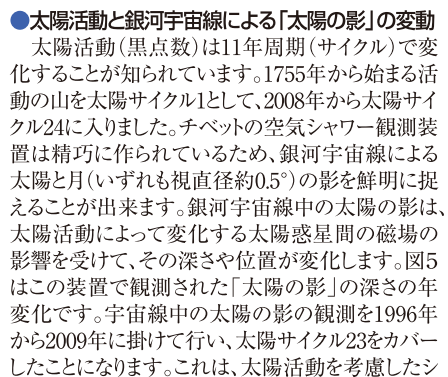 ●太陽活動と銀河宇宙線による「太陽の影」の変動
太陽活動（黒点数）は11年周期（サイクル）で変
化することが知られています。1755年から始まる活
動の山を太陽サイクル1として、2008年から太陽サイ
クル24に入りました。チベットの空気シャワー観測装
置は精巧に作られているため、銀河宇宙線による
太陽と月（いずれも視直径約0.5°）の影を鮮明に捉
えることが出来ます。銀河宇宙線中の太陽の影は、
太陽活動によって変化する太陽惑星間の磁場の
影響を受けて、その深さや位置が変化します。図5
はこの装置で観測された「太陽の影」の深さの年
変化です。宇宙線中の太陽の影の観測を1996年
から2009年に掛けて行い、太陽サイクル23をカバー
したことになります。これは、太陽活動を考慮したシ